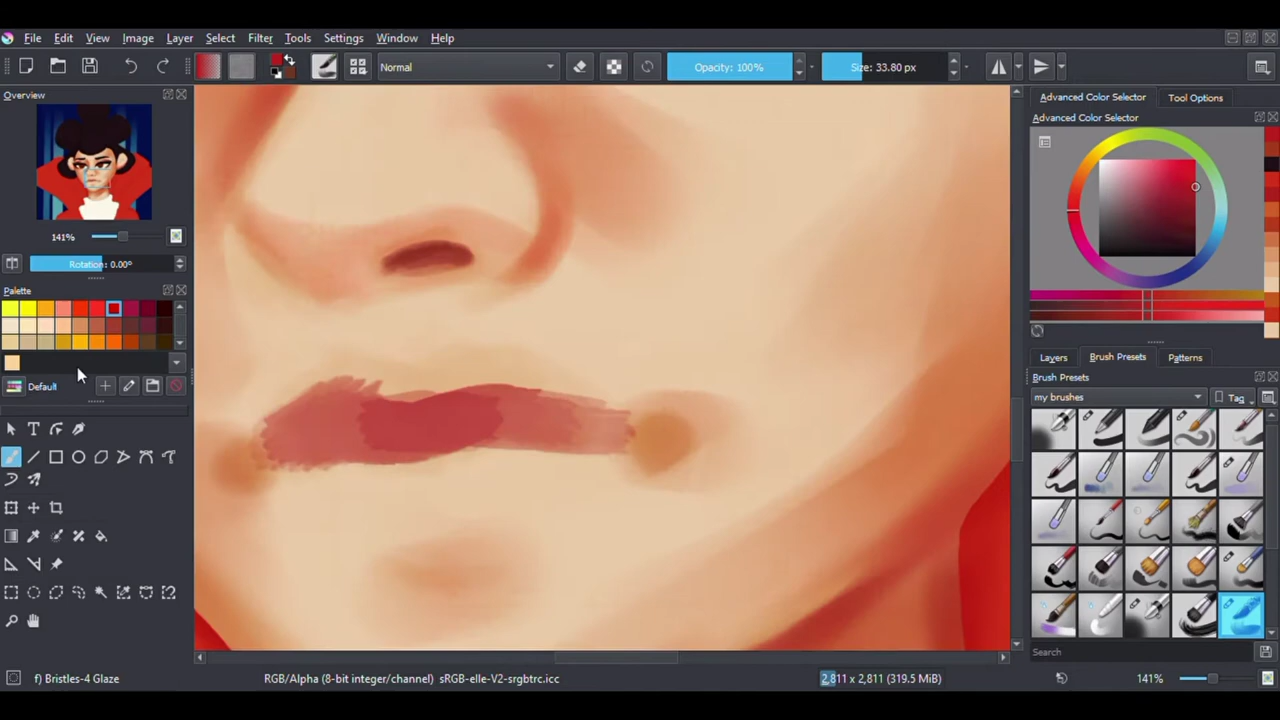 File Edit View Image Layer Select Filter Tools Settings Window Help
Normal Opacity: 100% Size: 33.80 px
Overview
141%
Rotation: 0.00°
Palette
Default
Advanced Color Selector Tool Options
Advanced Color Selector
Layers Brush Presets Patterns
Brush Presets
my brushes Tag
Search
f) Bristles-4 Glaze RGB/Alpha (8-bit integer/channel) sRGB-elle-V2-srgbtrc.icc 2,811 x 2,811 (319.5 MiB) 141%